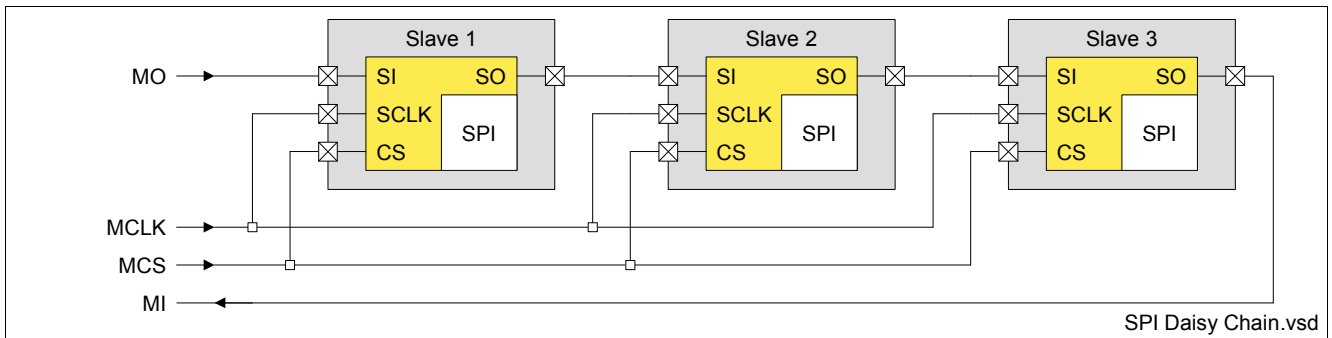 Slave 1 Slave 2 Slave 3
MO SI SO SI SO SI SO
SCLK SCLK SCLK
SPI SPI SPI
CS CS CS
MCLK
MCS
MI
SPI Daisy Chain.vsd